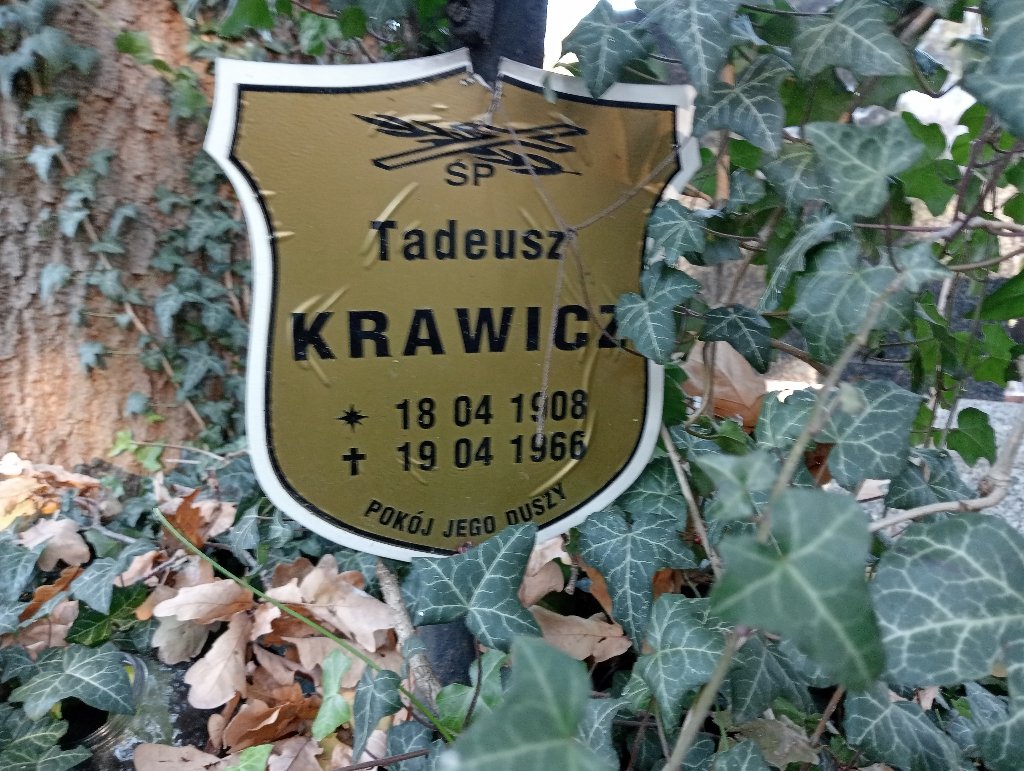 ŚP
Tadeusz
KRAWICZ
18 04 1908
19 04 1966
POKÓJ JEGO DUSZY